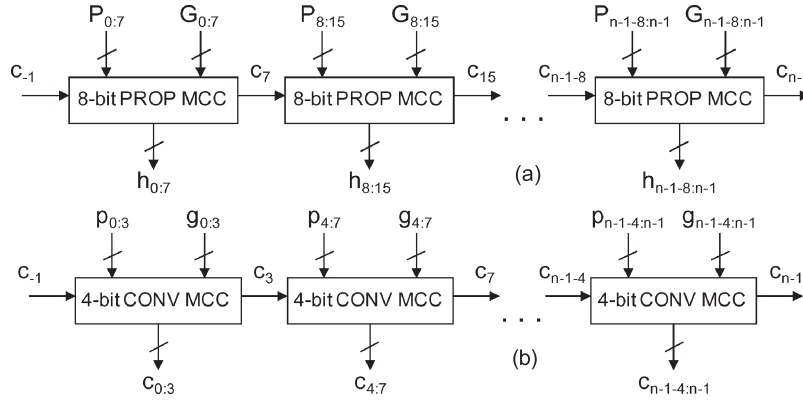 P0:7 G0:7 P8:15 G8:15 Pn-1-8:n-1 Gn-1-8:n-1
c-1 c7 c15 cn-1-8 cn-
8-bit PROP MCC 8-bit PROP MCC 8-bit PROP MCC
. . .
h0:7 h8:15 (a) hn-1-8:n-1
p0:3 g0:3 p4:7 g4:7 pn-1-4:n-1 gn-1-4:n-1
c-1 c3 c7 cn-1-4 cn-1
4-bit CONV MCC 4-bit CONV MCC 4-bit CONV MCC
. . .
c0:3 c4:7 (b) cn-1-4:n-1